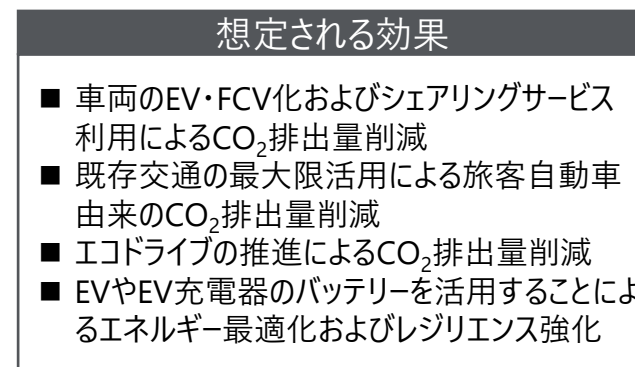 想定される効果
■ 車両のEV・FCV化およびシェアリングサービス
利用によるCO₂排出量削減
■ 既存交通の最大限活用による旅客自動車
由来のCO₂排出量削減
■ エコドライブの推進によるCO₂排出量削減
■ EVやEV充電器のバッテリーを活用することによ
るエネルギー最適化およびレジリエンス強化